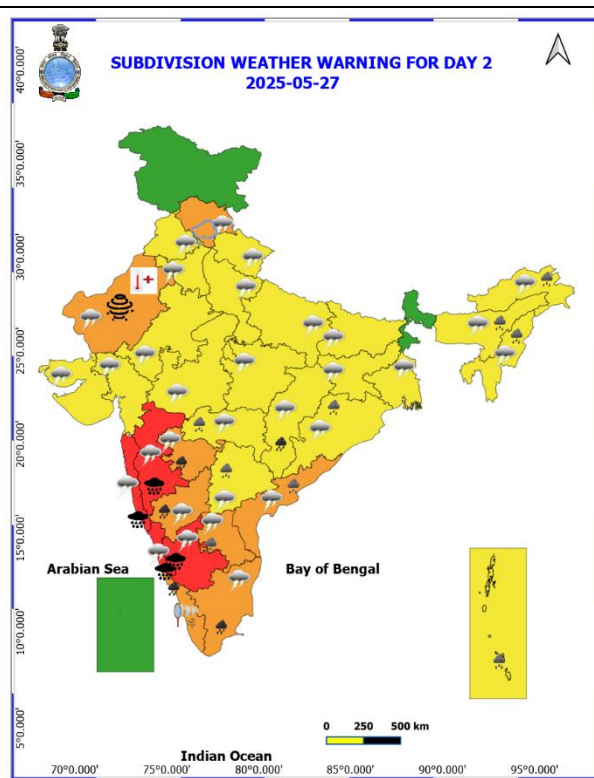 SUBDIVISION WEATHER WARNING FOR DAY 2
2025-05-27
40°0.000'
35°0.000'
30°0.000'
25°0.000'
20°0.000'
15°0.000'
10°0.000'
5°0.000'
Arabian Sea
Bay of Bengal
0 250 500 km
Indian Ocean
70°0.000' 75°0.000' 80°0.000' 85°0.000' 90°0.000' 95°0.000'